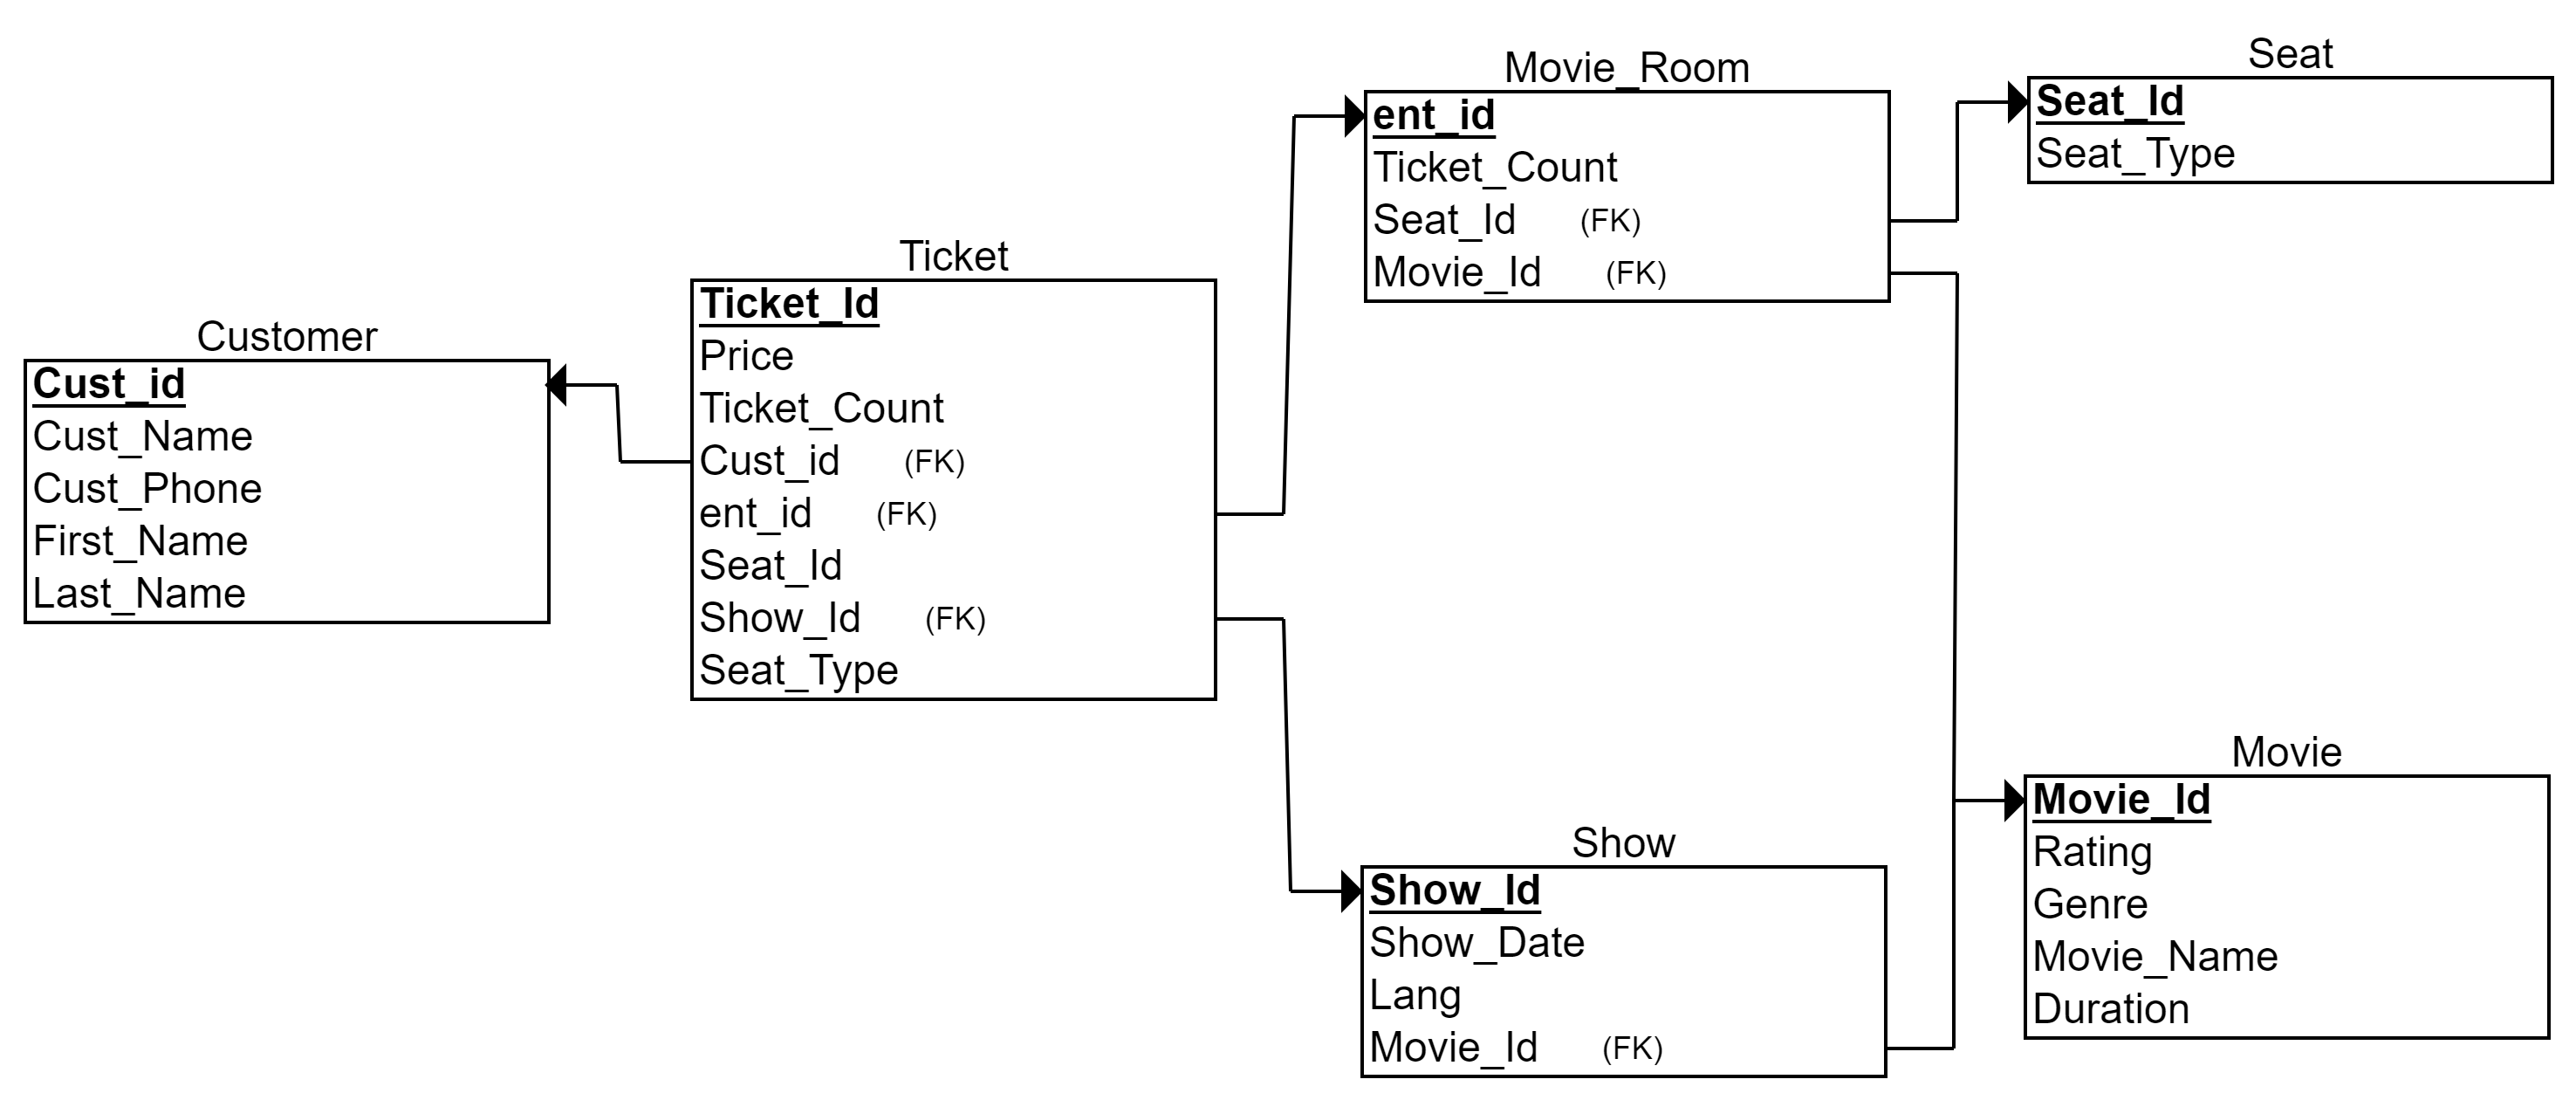 Customer
Cust_id
Cust_Name
Cust_Phone
First_Name
Last_Name
Ticket
Ticket_Id
Price
Ticket_Count
Cust_id (FK)
ent_id (FK)
Seat_Id
Show_Id (FK)
Seat_Type
Movie_Room
ent_id
Ticket_Count
Seat_Id (FK)
Movie_Id (FK)
Seat
Seat_Id
Seat_Type
Show
Show_Id
Show_Date
Lang
Movie_Id (FK)
Movie
Movie_Id
Rating
Genre
Movie_Name
Duration